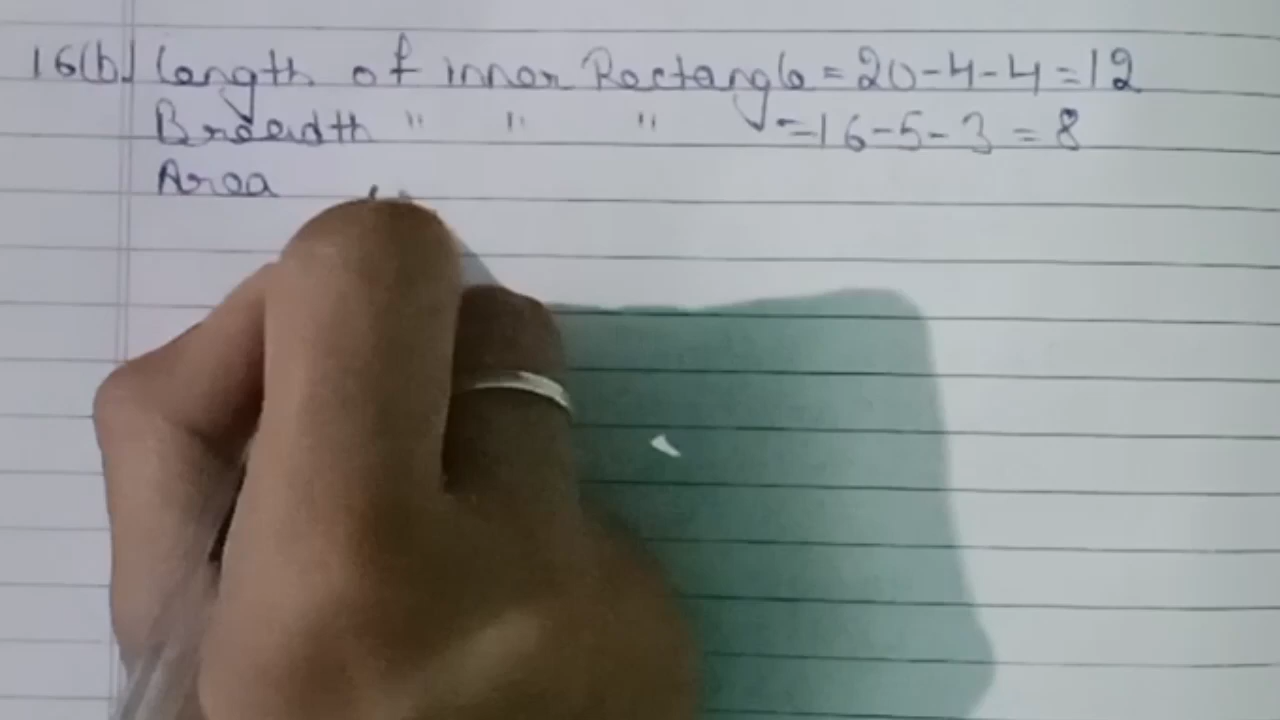 16(b) Length of inner Rectangle = 20-4-4 = 12
Breadth " " " = 16-5-3 = 8
Area